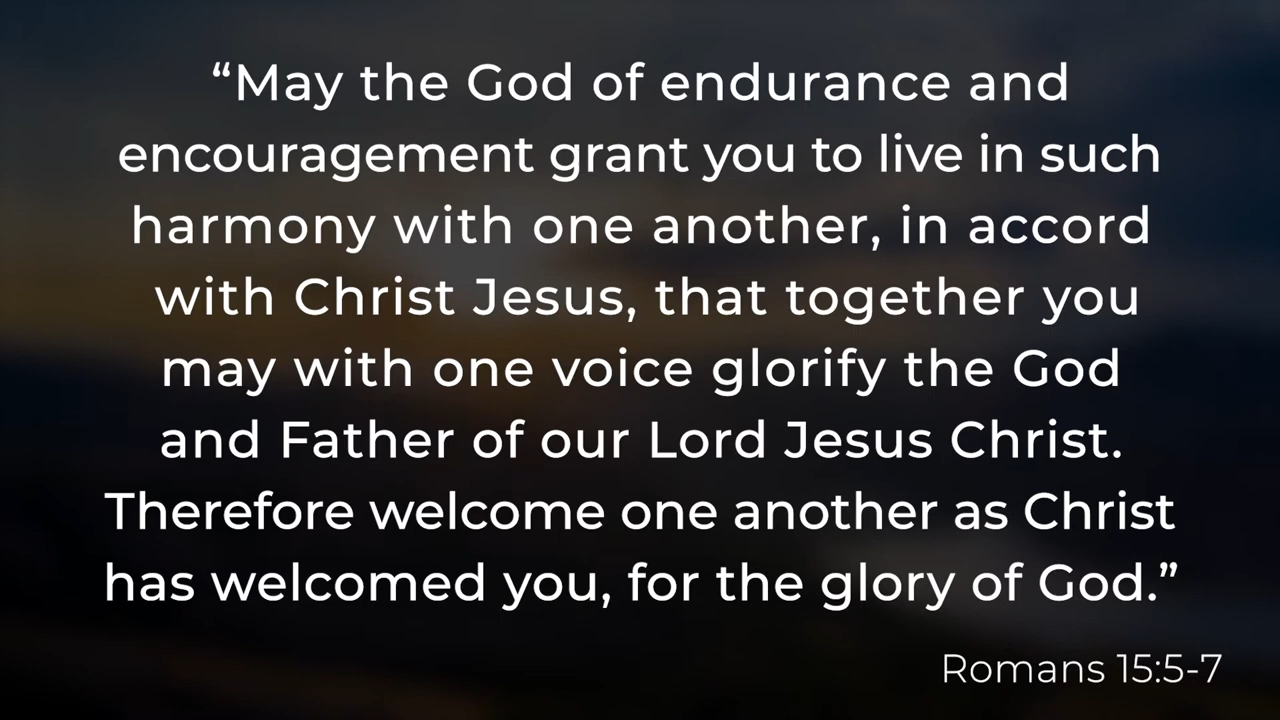 “May the God of endurance and
encouragement grant you to live in such
harmony with one another, in accord
with Christ Jesus, that together you
may with one voice glorify the God
and Father of our Lord Jesus Christ.
Therefore welcome one another as Christ
has welcomed you, for the glory of God.”
Romans 15:5-7